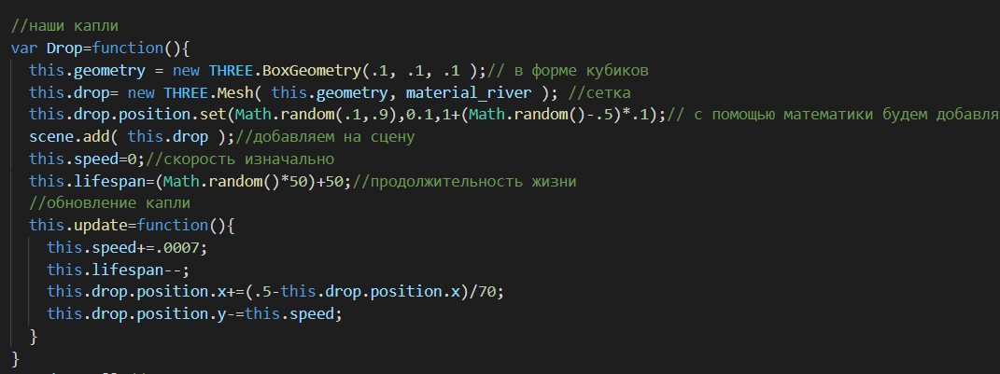 //наши капли
var Drop=function(){
this.geometry = new THREE.BoxGeometry(.1, .1, .1 );// в форме кубиков
this.drop= new THREE.Mesh( this.geometry, material_river ); //сетка
this.drop.position.set(Math.random(.1,.9),0.1,1+(Math.random()-.5)*.1);// с помощью математики будем
scene.add( this.drop );//добавляем на сцену
this.speed=0;//скорость изначально
this.lifespan=(Math.random()*50)+50;//продолжительность жизни
//обновление капли
this.update=function(){
this.speed+=.0007;
this.lifespan--;
this.drop.position.x+=(.5-this.drop.position.x)/70;
this.drop.position.y-=this.speed;
}
}